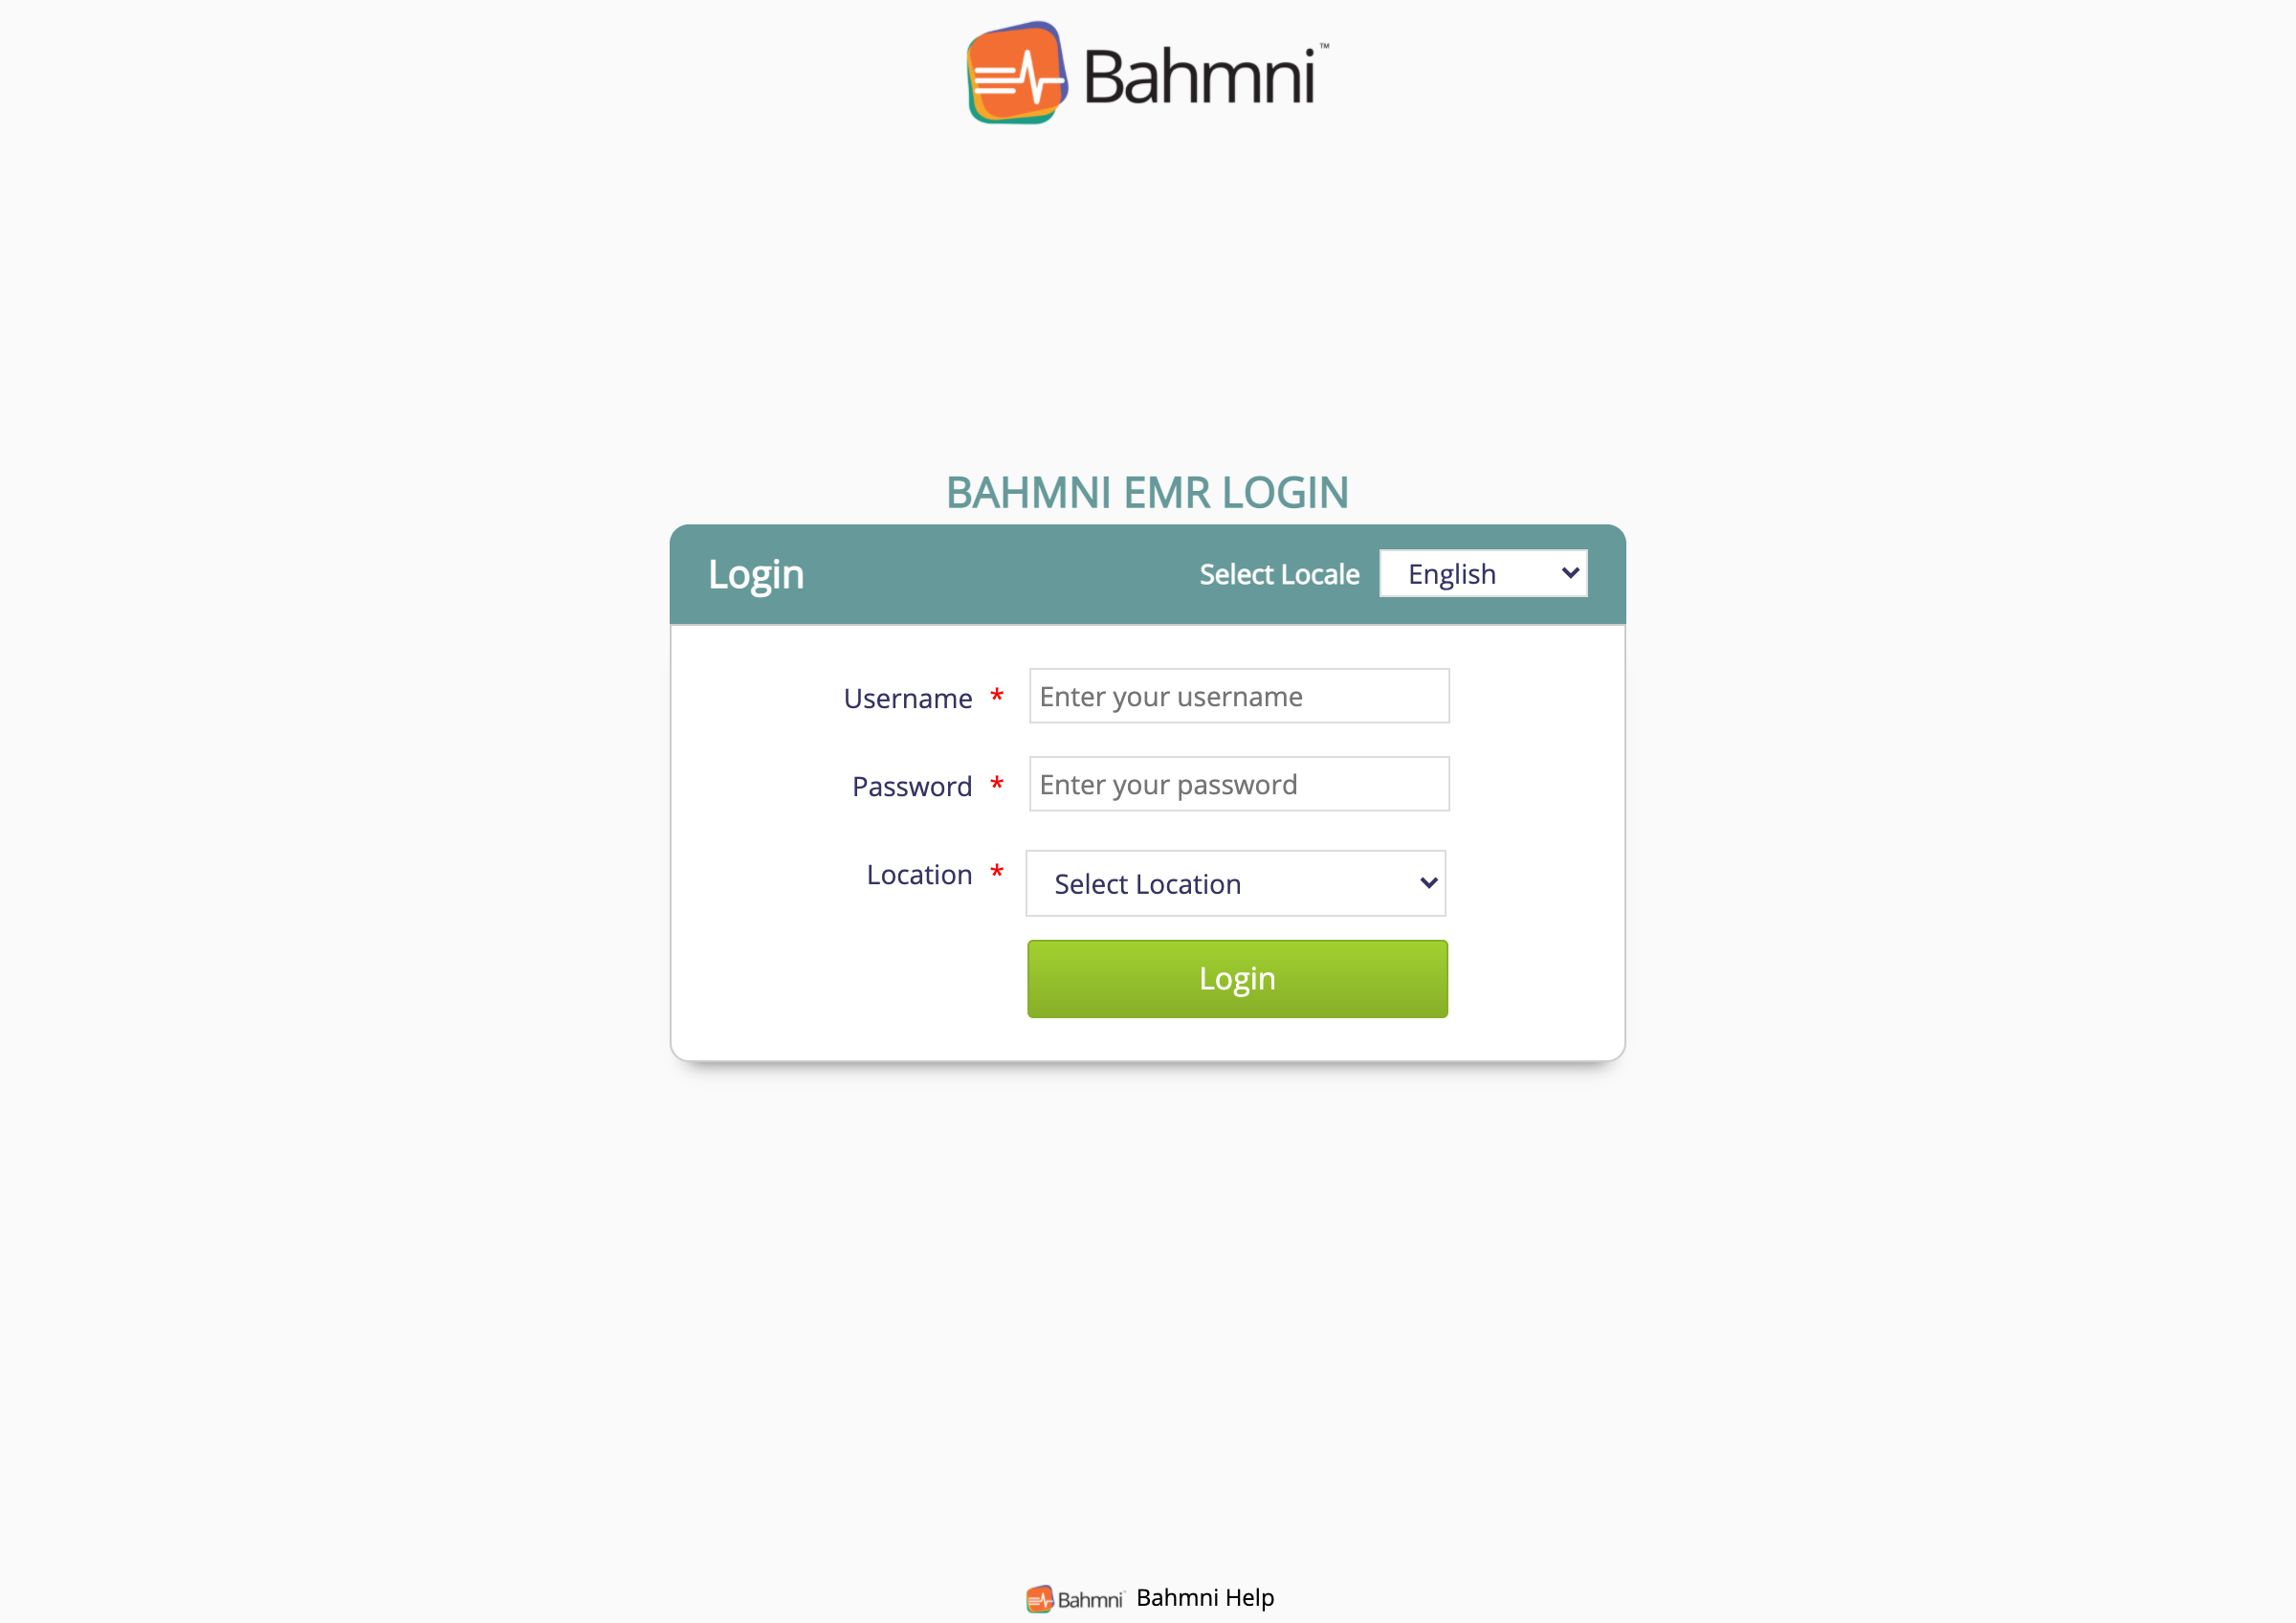 Bahmni™
BAHMNI EMR LOGIN
Login
Select Locale English
Username * Enter your username
Password * Enter your password
Location * Select Location
Login
Bahmni Bahmni Help